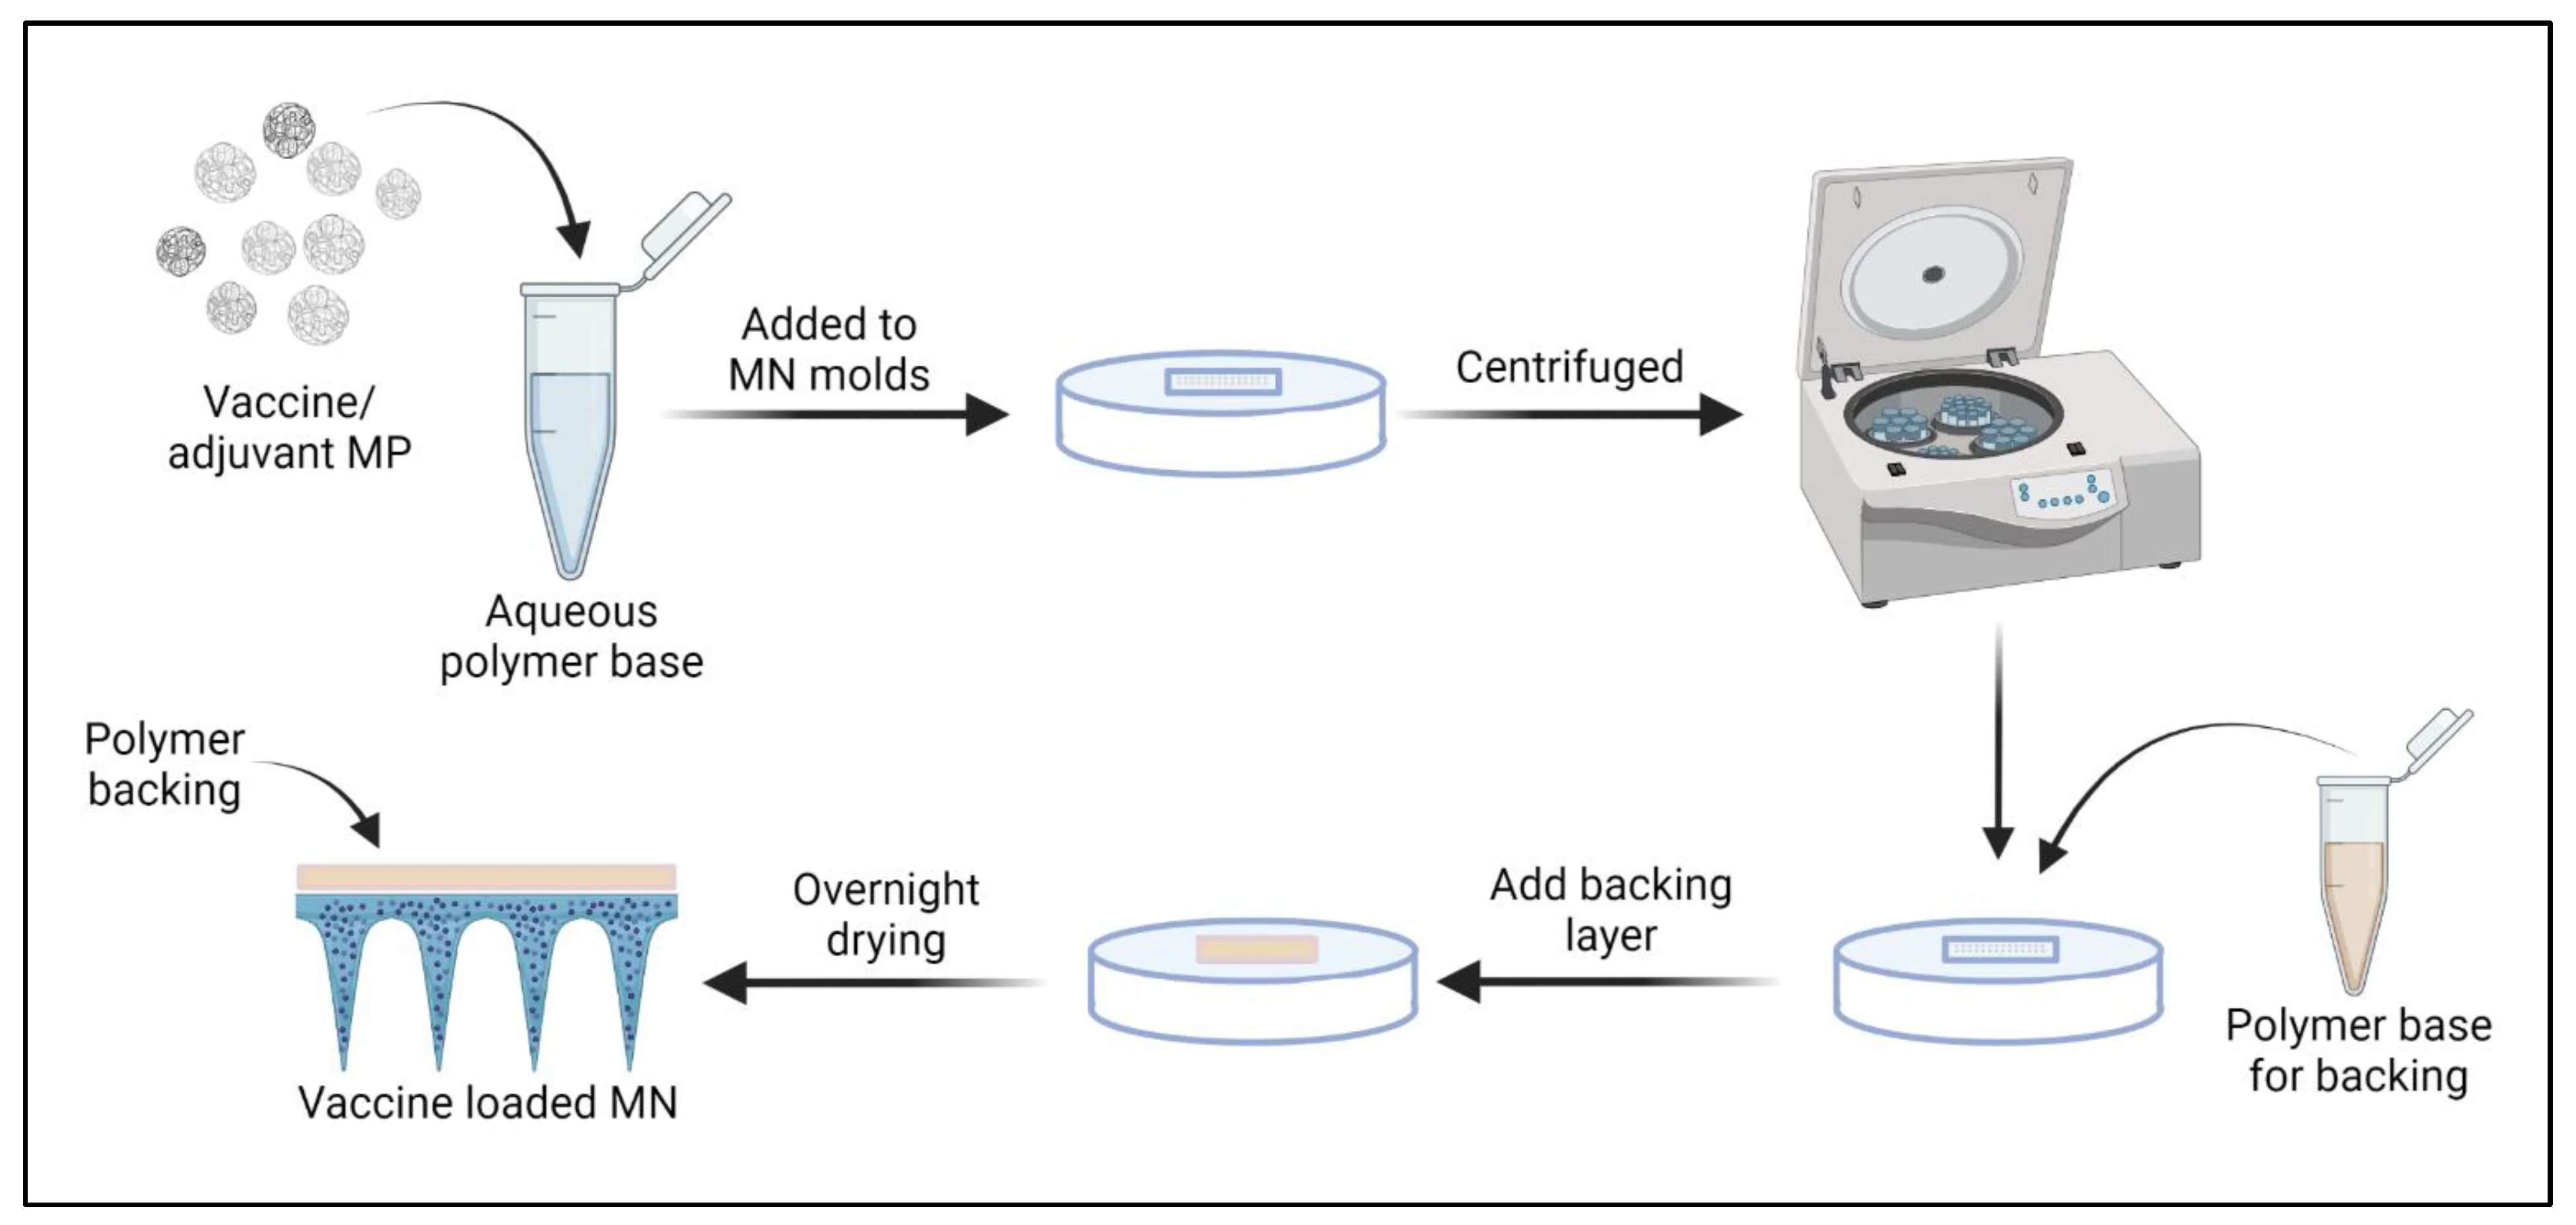 Vaccine/
adjuvant MP
Aqueous
polymer base
Added to
MN molds
Centrifuged
Polymer base
for backing
Add backing
layer
Overnight
drying
Polymer
backing
Vaccine loaded MN